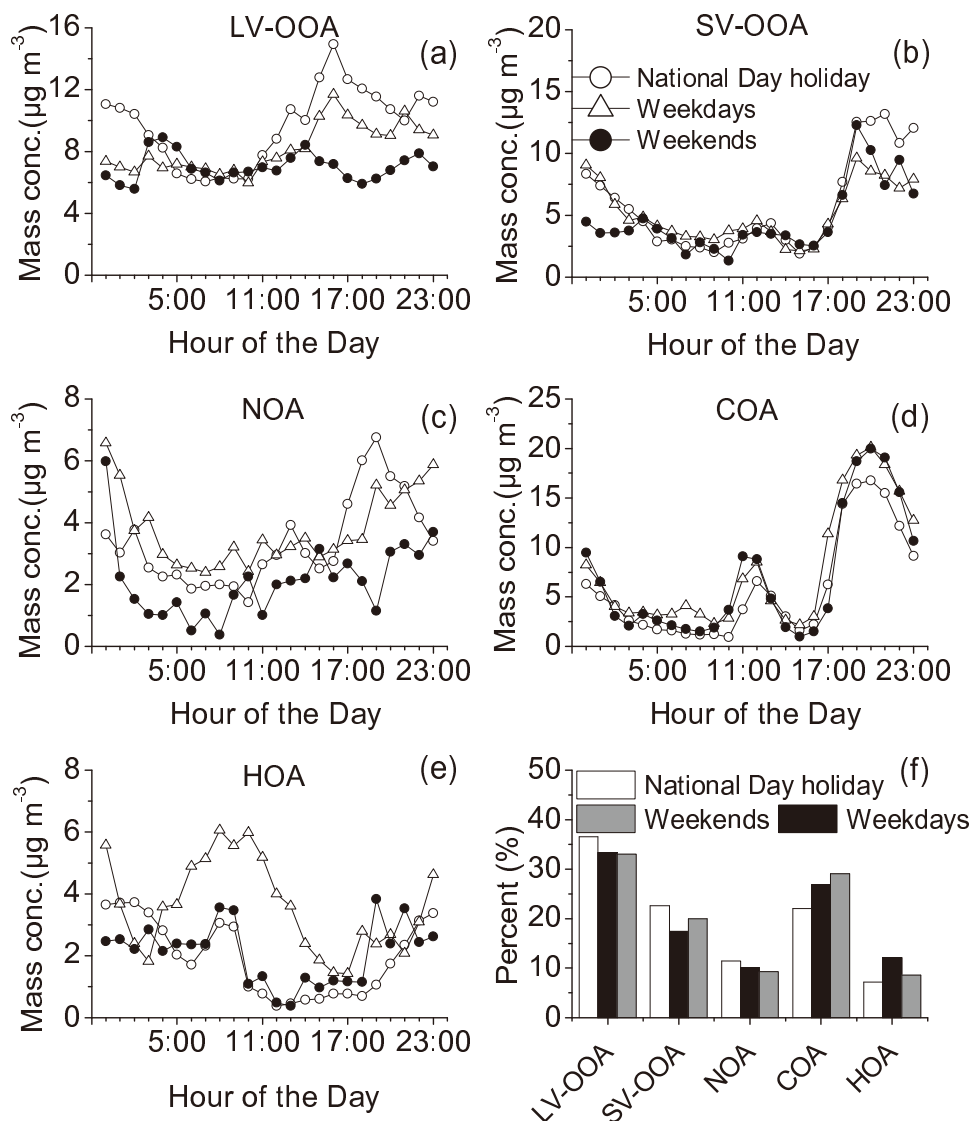 LV-OOA
(a)
16
12
8
4
0
Mass conc.(µg m⁻³)
5:00 11:00 17:00 23:00
Hour of the Day
SV-OOA
(b)
National Day holiday
Weekdays
Weekends
20
15
10
5
0
Mass conc.(µg m⁻³)
5:00 11:00 17:00 23:00
Hour of the Day
NOA
(c)
8
6
4
2
0
Mass conc.(µg m⁻³)
5:00 11:00 17:00 23:00
Hour of the Day
COA
(d)
25
20
15
10
5
0
Mass conc.(µg m⁻³)
5:00 11:00 17:00 23:00
Hour of the Day
HOA
(e)
8
6
4
2
0
Mass conc.(µg m⁻³)
5:00 11:00 17:00 23:00
Hour of the Day
(f)
National Day holiday
Weekends Weekdays
50
40
30
20
10
0
Percent (%)
LV-OOA
SV-OOA
NOA
COA
HOA